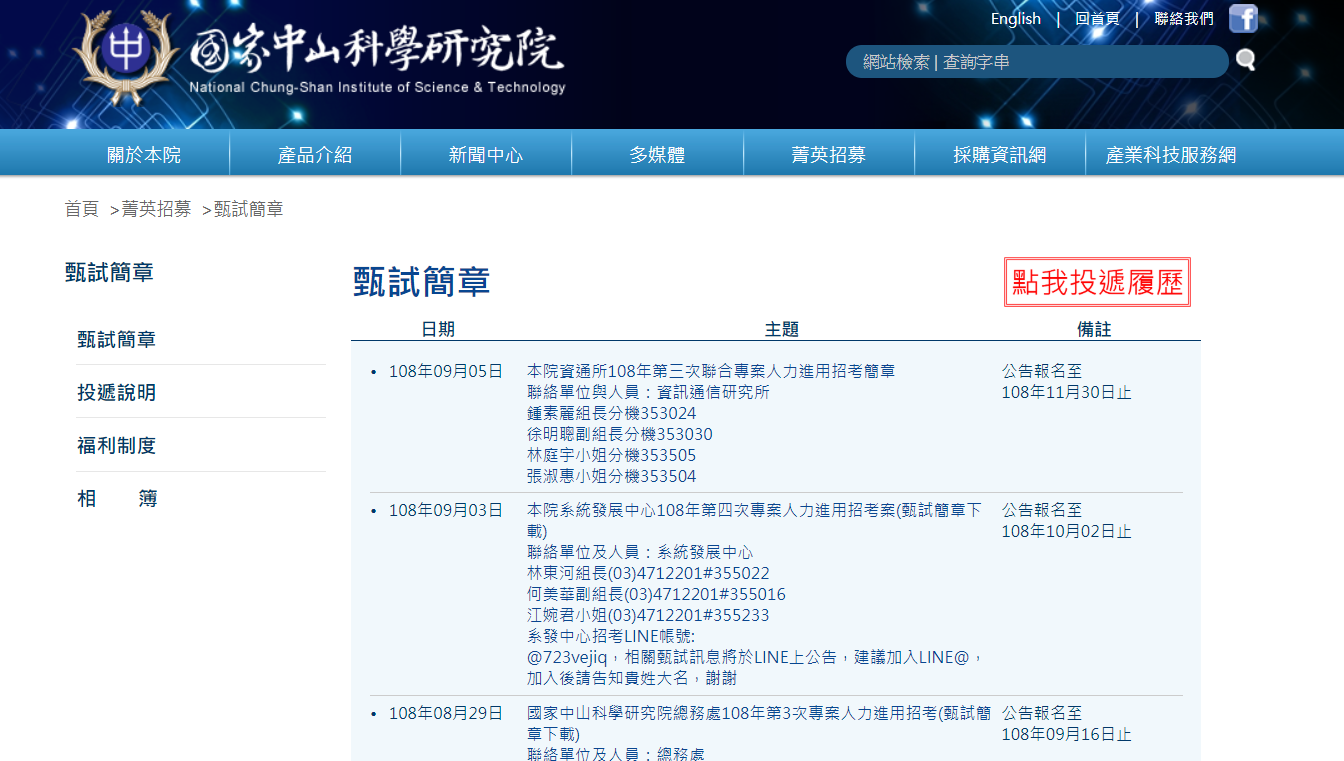 國家中山科學研究院
National Chung-Shan Institute of Science & Technology
English | 回首頁 | 聯絡我們
網站檢索 | 查詢字串
關於本院 產品介紹 新聞中心 多媒體 菁英招募 採購資訊網 產業科技服務網
首頁 >菁英招募 >甄試簡章
甄試簡章
甄試簡章
投遞說明
福利制度
相 簿
甄試簡章
點我投遞履歷
日期 主題 備註
108年09月05日 本院資通所108年第三次聯合專案人力進用招考簡章 公告報名至
聯絡單位與人員：資訊通信研究所 108年11月30日止
鍾素麗組長分機353024
徐明聰副組長分機353030
林庭宇小姐分機353505
張淑惠小姐分機353504
108年09月03日 本院系統發展中心108年第四次專案人力進用招考案(甄試簡章下 公告報名至
載) 108年10月02日止
聯絡單位及人員：系統發展中心
林東河組長(03)4712201#355022
何美華副組長(03)4712201#355016
江婉君小姐(03)4712201#355233
系發中心招考LINE帳號:
@723vejiq，相關甄試訊息將於LINE上公告，建議加入LINE@，
加入後請告知貴姓大名，謝謝
108年08月29日 國家中山科學研究院總務處108年第3次專案人力進用招考(甄試簡 公告報名至
章下載) 108年09月16日止
聯絡單位及人員：總務處